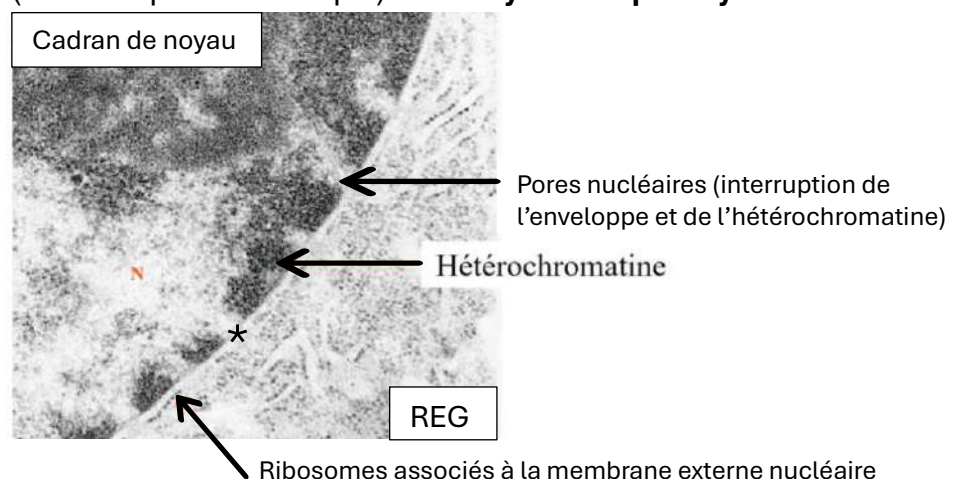 Cadran de noyau
Pores nucléaires (interruption de
l'enveloppe et de l'hétérochromatine)
Hétérochromatine
N
*
REG
Ribosomes associés à la membrane externe nucléaire